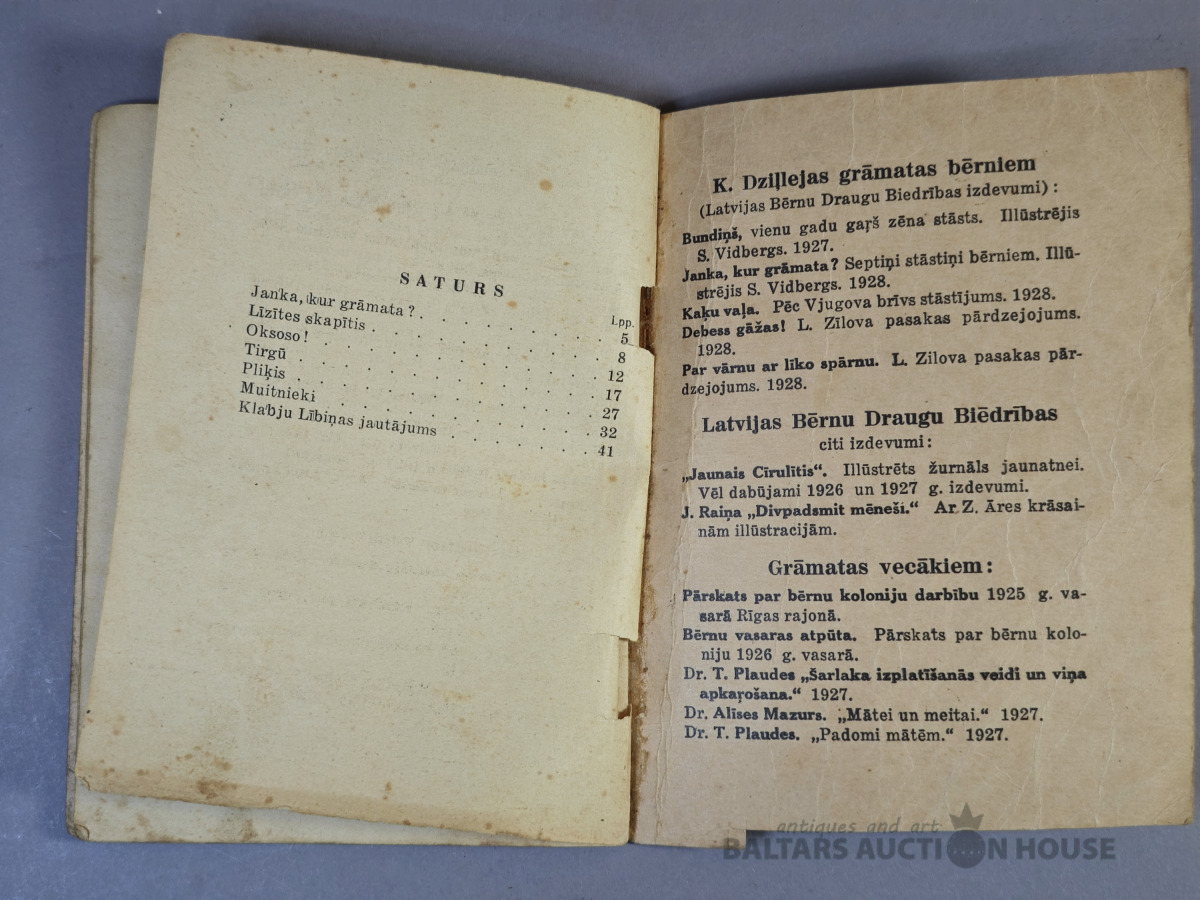 SATURS
Lpp.
Janka, kur grāmata? . . . . . . . 5
Līzītes skapītis . . . . . . . 8
Oksoso! . . . . . . . . 12
Tirgū . . . . . . . . 17
Pliķis . . . . . . . . 27
Muitnieki . . . . . . . 32
Klabju Lībiņas jautājums . . . . . 41
K. Dziļlejas grāmatas bērniem
(Latvijas Bērnu Draugu Biedrības izdevumi):
Bundiņš, vienu gadu gaŗš zēna stāsts. Illūstrējis
S. Vidbergs. 1927.
Janka, kur grāmata? Septiņi stāstiņi bērniem. Illū-
strējis S. Vidbergs. 1928.
Kaķu vaļa. Pēc Vjugova brīvs stāstījums. 1928.
Debess gāžas! L. Zīlova pasakas pārdzejojums.
1928.
Par vārnu ar līko spārnu. L. Zilova pasakas pār-
dzejojums. 1928.
Latvijas Bērnu Draugu Biēdrības
citi izdevumi:
„Jaunais Cīrulītis“. Illūstrēts žurnāls jaunatnei.
Vēl dabūjami 1926 un 1927 g. izdevumi.
J. Raiņa „Divpadsmit mēneši.“ Ar Z. Āres krāsai-
nām illūstracijām.
Grāmatas vecākiem:
Pārskats par bērnu koloniju darbību 1925 g. va-
sarā Rīgas rajonā.
Bērnu vasaras atpūta. Pārskats par bērnu kolo-
niju 1926 g. vasarā.
Dr. T. Plaudes „Šarlaka izplatīšanās veidi un viņa
apkaŗošana.“ 1927.
Dr. Alīses Mazurs. „Mātei un meitai.“ 1927.
Dr. T. Plaudes. „Padomi mātēm.“ 1927.
antiques and art
BALTARS AUCTION HOUSE